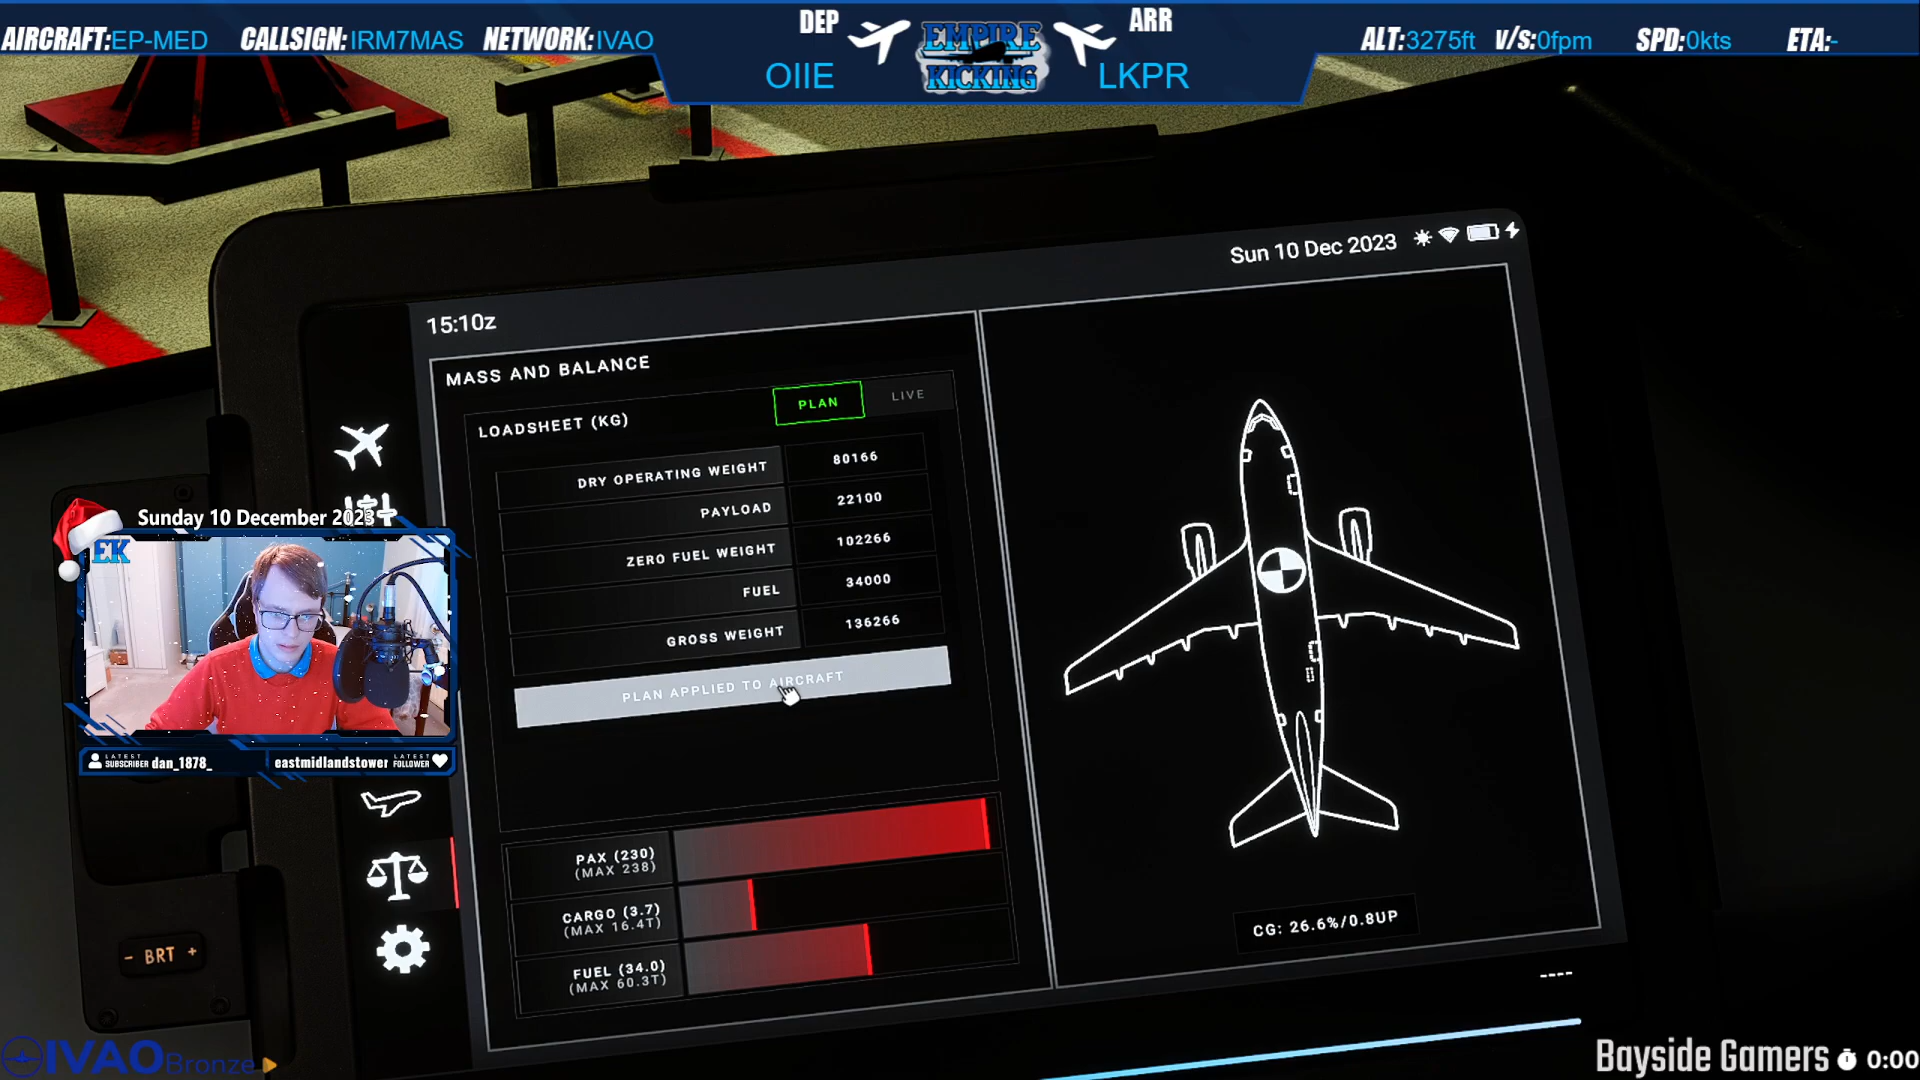 AIRCRAFT:EP-MED CALLSIGN:IRM7MAS NETWORK:IVAO
DEP
OIIE
EMPIRE
KICKING
ARR
LKPR
ALT:3275ft V/S:0fpm SPD:0kts ETA:-
Sun 10 Dec 2023
15:10z
MASS AND BALANCE
LOADSHEET (KG)
PLAN
LIVE
DRY OPERATING WEIGHT 80166
PAYLOAD 22100
ZERO FUEL WEIGHT 102266
FUEL 34000
GROSS WEIGHT 136266
PLAN APPLIED TO AIRCRAFT
PAX (230)
(MAX 238)
CARGO (3.7)
(MAX 16.4T)
FUEL (34.0)
(MAX 60.3T)
CG: 26.6%/0.8UP
----
Sunday 10 December 2023
EK
LATEST
SUBSCRIBER dan_1878_
eastmidlandstower
LATEST
FOLLOWER
- BRT +
IVAO Bronze
Bayside Gamers 0:00